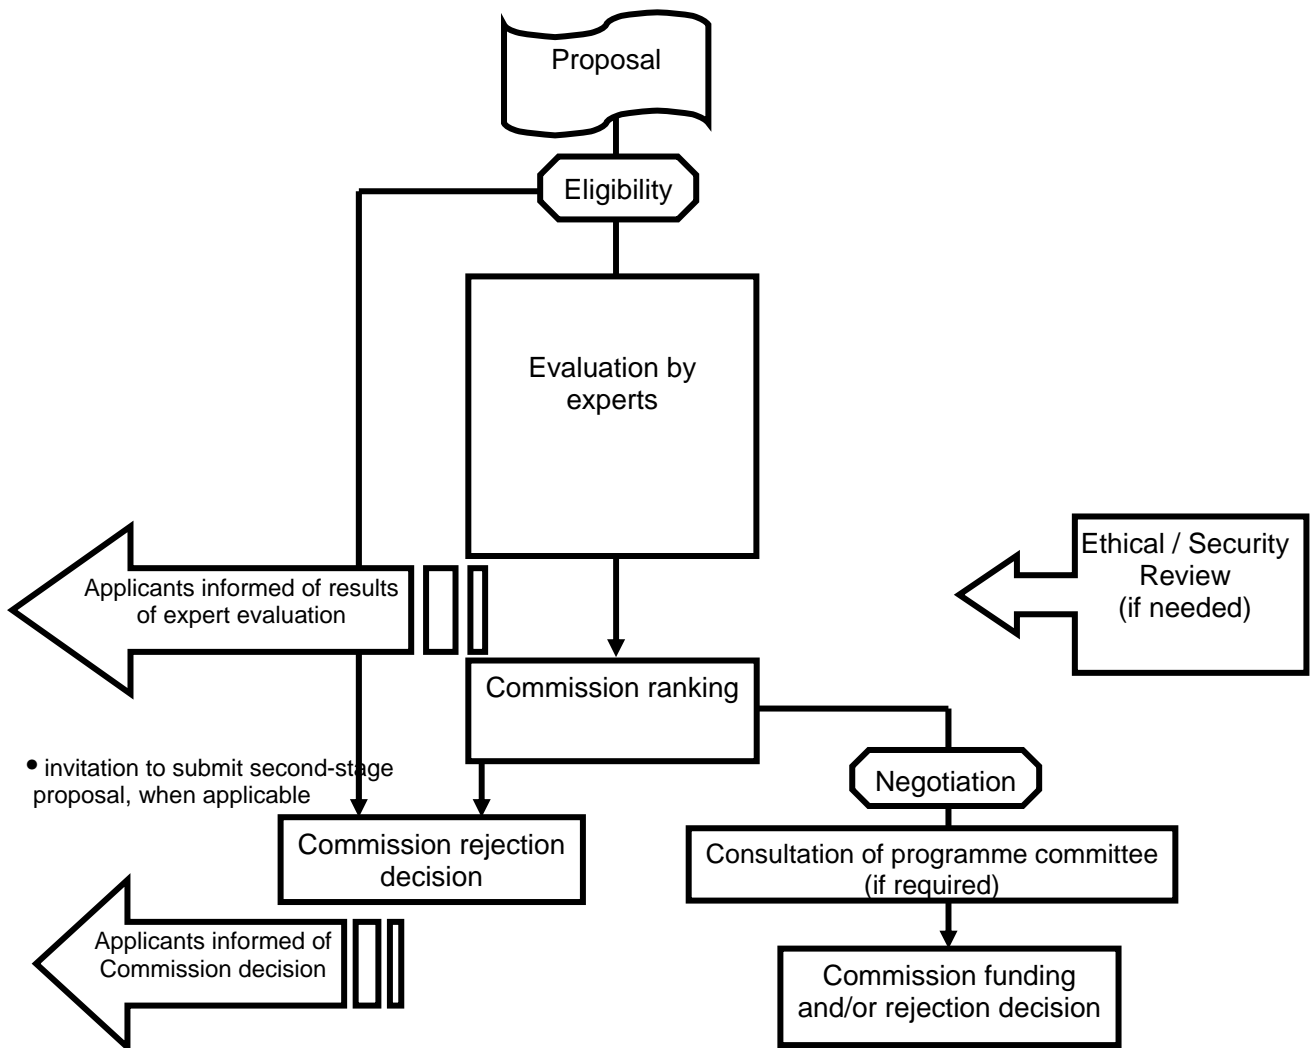 Proposal
Eligibility
Evaluation by
experts
Ethical / Security
Review
(if needed)
Applicants informed of results
of expert evaluation
Commission ranking
• invitation to submit second-stage
proposal, when applicable
Negotiation
Commission rejection
decision
Consultation of programme committee
(if required)
Applicants informed of
Commission decision
Commission funding
and/or rejection decision